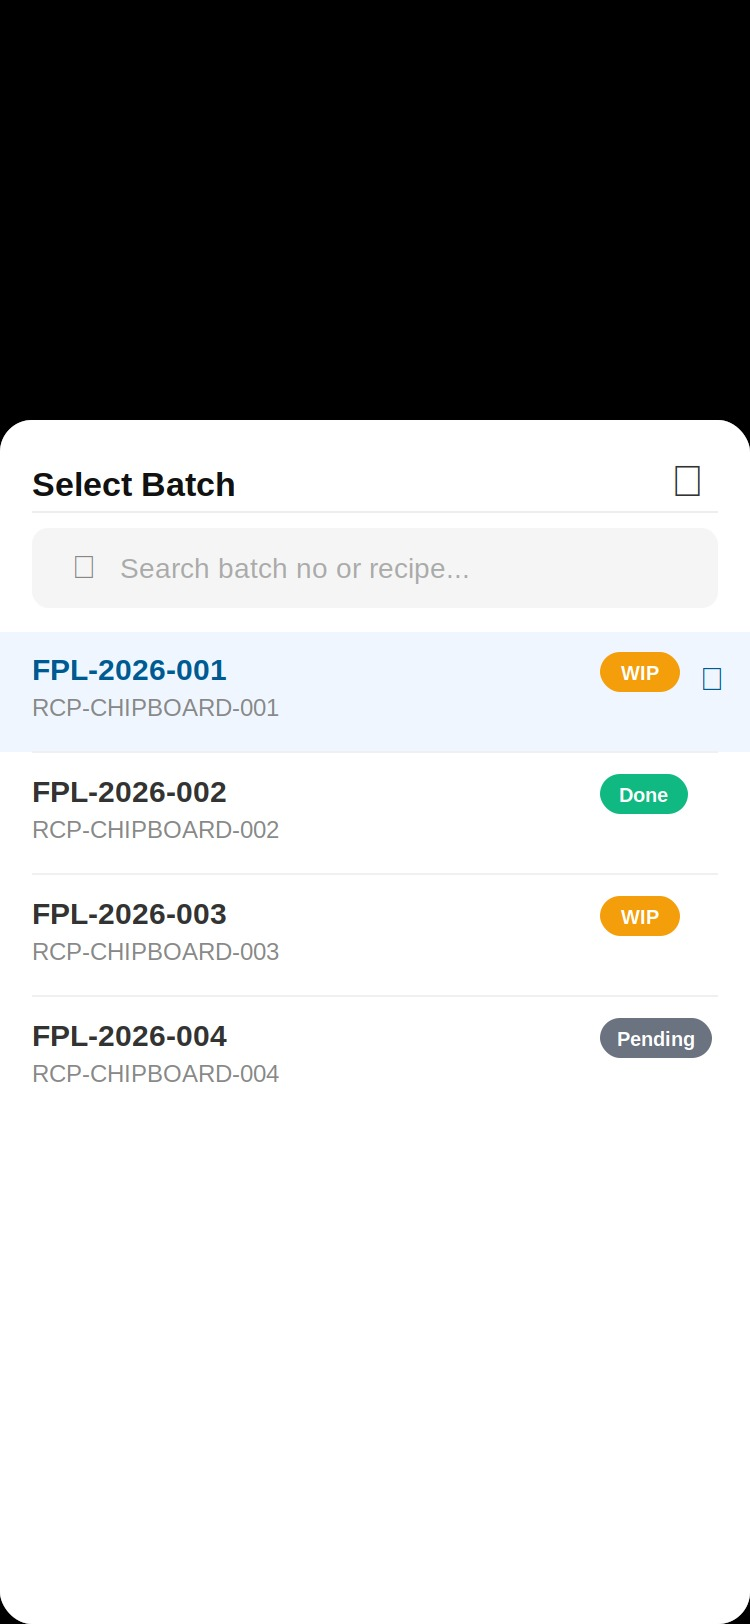 Select Batch
Search batch no or recipe...
FPL-2026-001
WIP
RCP-CHIPBOARD-001
FPL-2026-002
Done
RCP-CHIPBOARD-002
FPL-2026-003
WIP
RCP-CHIPBOARD-003
FPL-2026-004
Pending
RCP-CHIPBOARD-004